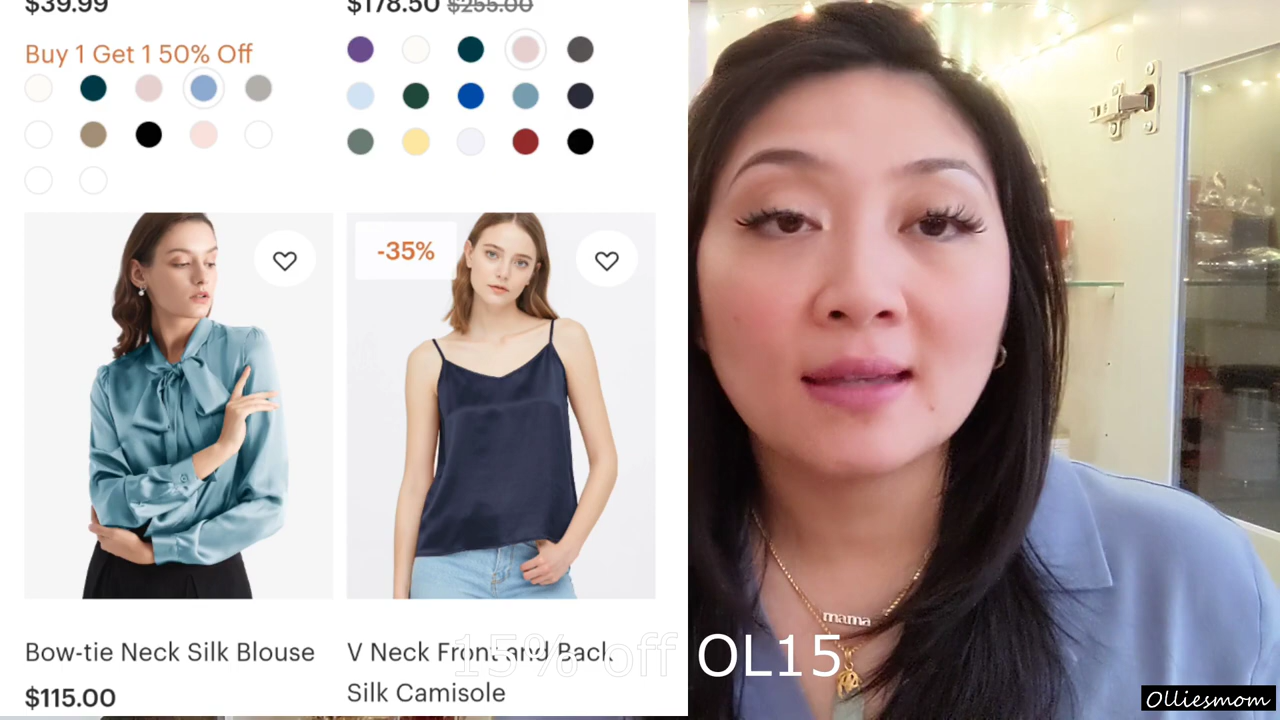 $39.99
$178.50 $255.00
Buy 1 Get 1 50% Off
-35%
Bow-tie Neck Silk Blouse
$115.00
V Neck Front and Back
Silk Camisole
mama
15% off OL15
Olliesmom